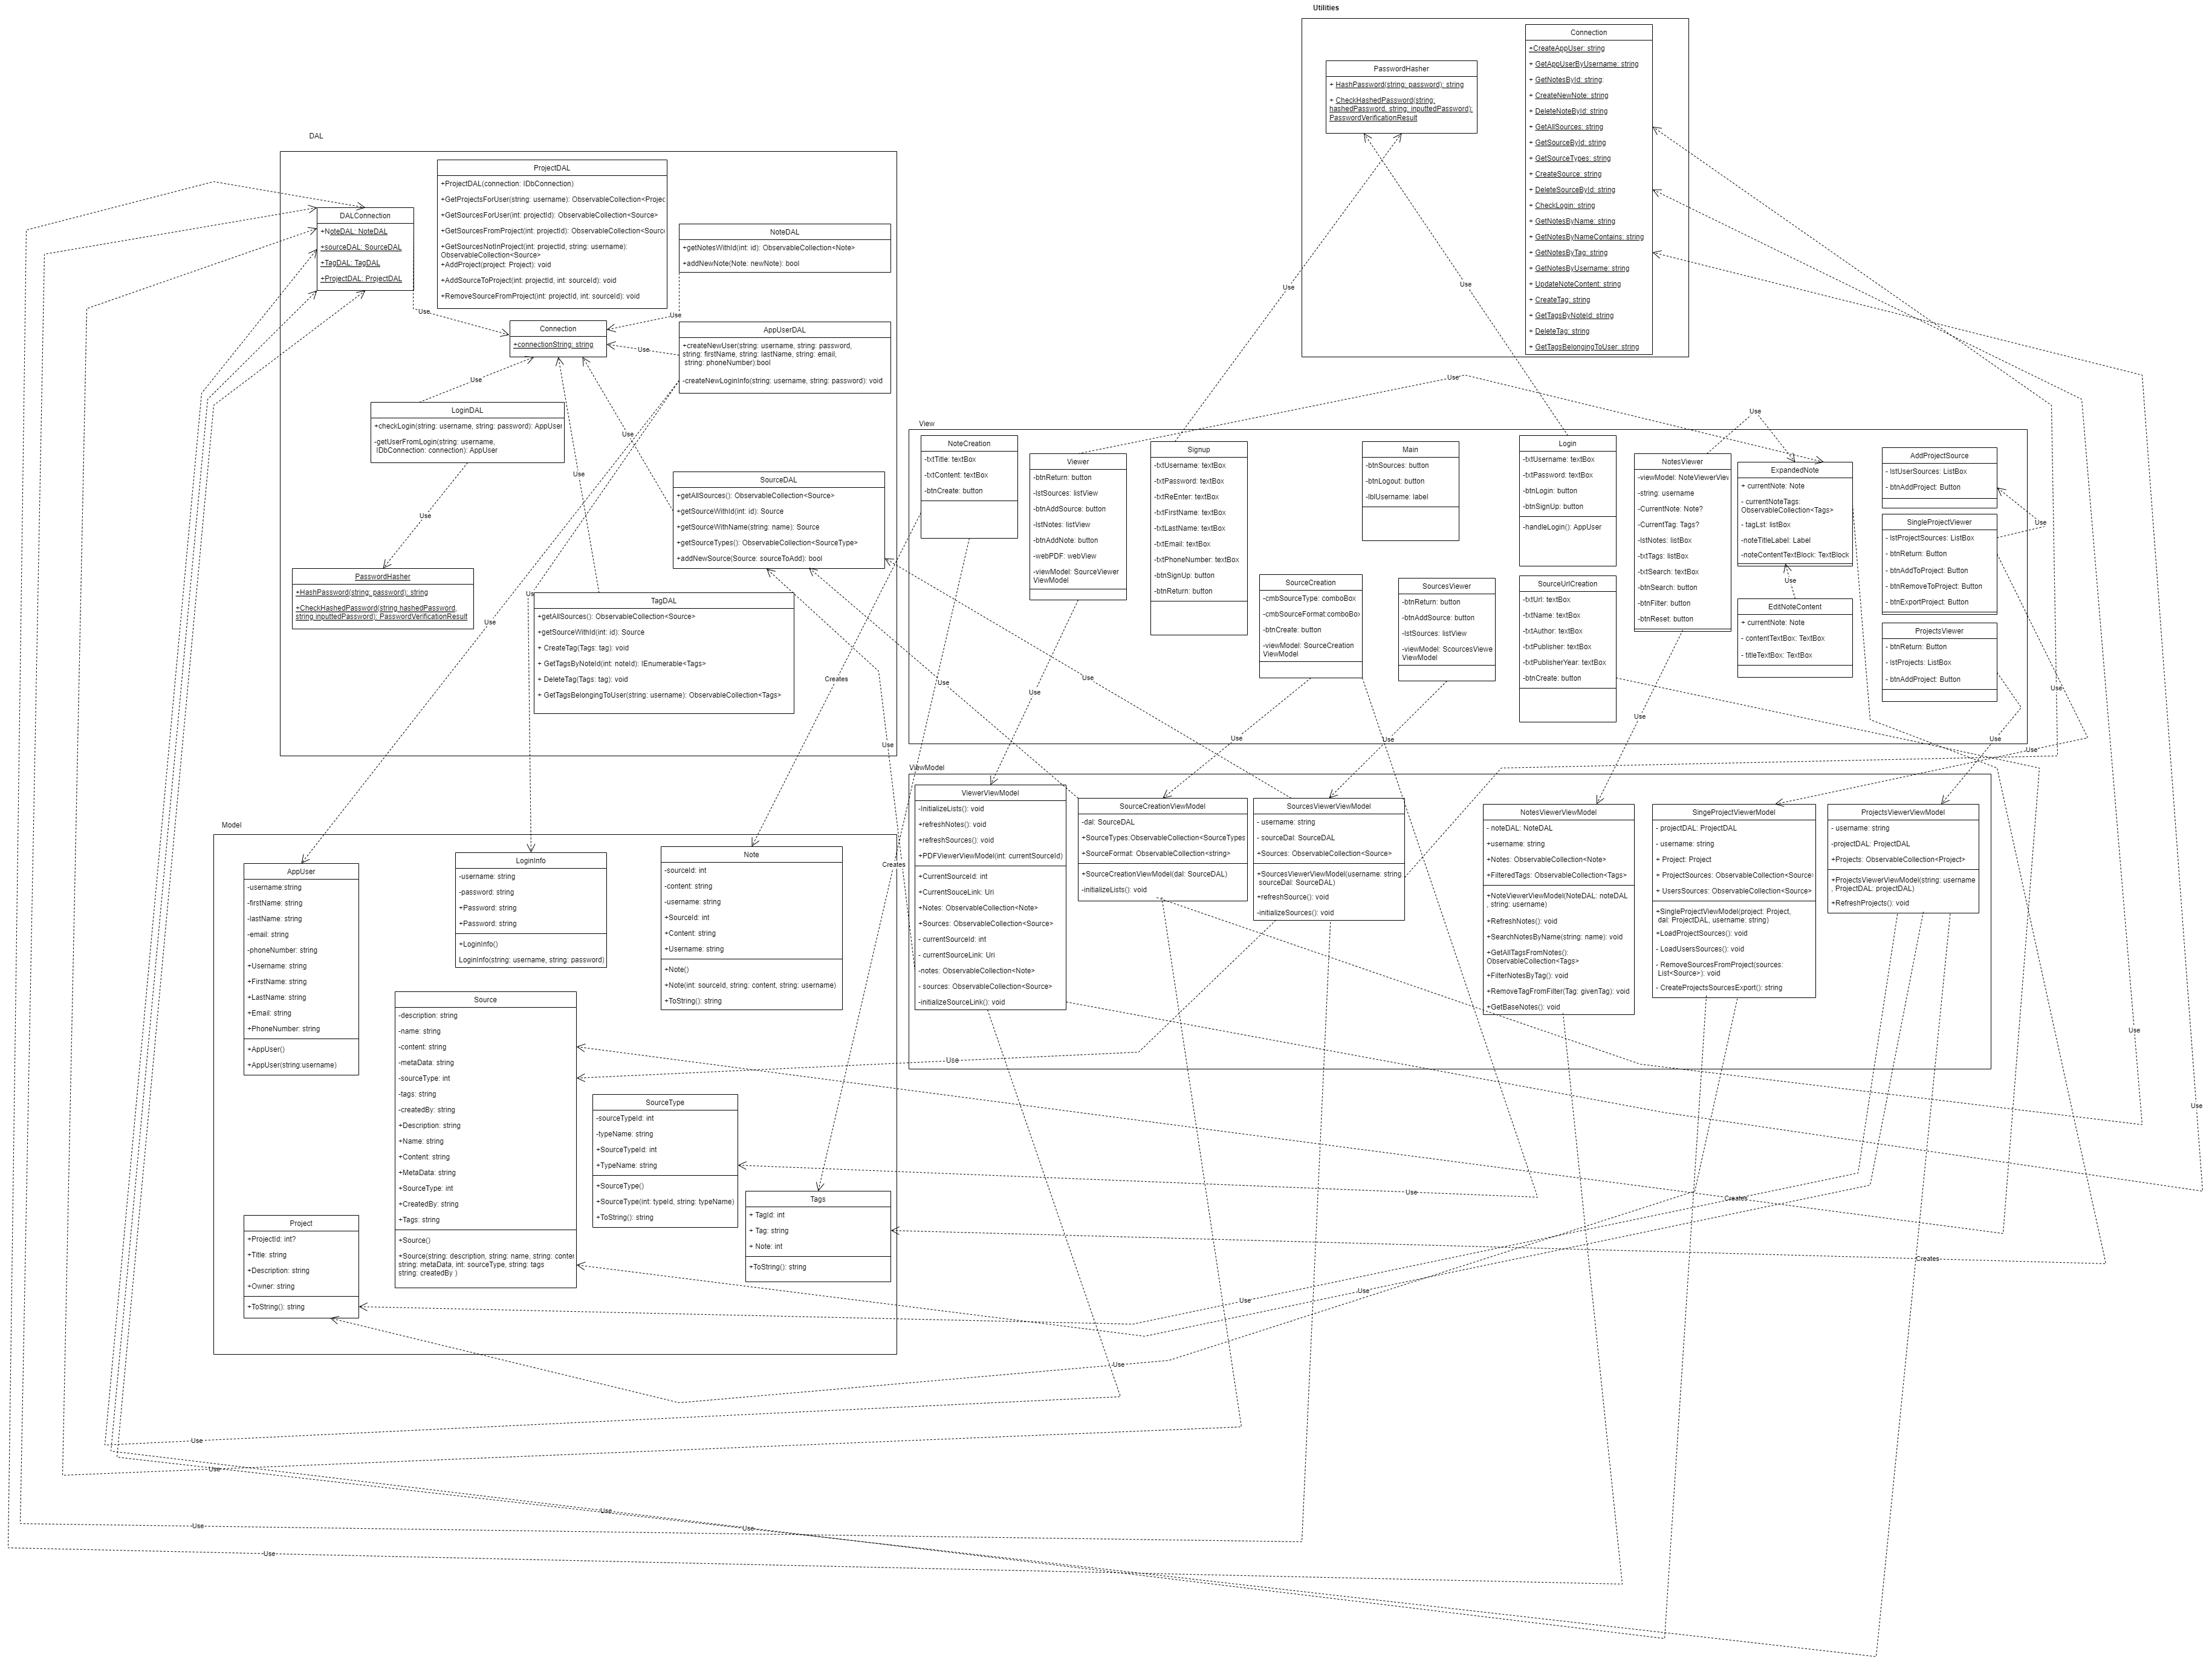 Utilities
Connection
+CreateAppUser: string
+ GetAppUserByUsername: string
+ GetNotesById: string;
+ CreateNewNote: string
+ DeleteNoteById: string
+ GetAllSources: string
+ GetSourceById: string
+ GetSourceTypes: string
+ CreateSource: string
+ DeleteSourceById: string
+ CheckLogin: string
+ GetNotesByName: string
+ GetNotesByNameContains: string
+ GetNotesByTag: string
+ GetNotesByUsername: string
+ UpdateNoteContent: string
+ CreateTag: string
+ GetTagsByNoteId: string
+ DeleteTag: string
+ GetTagsBelongingToUser: string
PasswordHasher
+ HashPassword(string: password): string
+ CheckHashedPassword(string:
hashedPassword, string: inputtedPassword):
PasswordVerificationResult
DAL
ProjectDAL
+ProjectDAL(connection: IDbConnection)
+GetProjectsForUser(string: username): ObservableCollection<Projec
+GetSourcesForUser(int: projectId): ObservableCollection<Source>
+GetSourcesFromProject(int: projectId): ObservableCollection<Sourc
+GetSourcesNotInProject(int: projectId, string: username):
ObservableCollection<Source>
+AddProject(project: Project): void
+AddSourceToProject(int: projectId, int: sourceId): void
+RemoveSourceFromProject(int: projectId, int: sourceId): void
DALConnection
+NoteDAL: NoteDAL
+sourceDAL: SourceDAL
+TagDAL: TagDAL
+ProjectDAL: ProjectDAL
NoteDAL
+getNotesWithId(int: id): ObservableCollection<Note>
+addNewNote(Note: newNote): bool
Use
Use
Connection
+connectionString: string
Use
AppUserDAL
+createNewUser(string: username, string: password,
string: firstName, string: lastName, string: email,
string: phoneNumber):bool
-createNewLoginInfo(string: username, string: password): void
Use
LoginDAL
+checkLogin(string: username, string: password): AppUser
-getUserFromLogin(string: username,
IDbConnection: connection): AppUser
Use
Use
Use
SourceDAL
+getAllSources(): ObservableCollection<Source>
+getSourceWithId(int: id): Source
+getSourceWithName(string: name): Source
+getSourceTypes(): ObservableCollection<SourceType>
+addNewSource(Source: sourceToAdd): bool
PasswordHasher
+HashPassword(string: password): string
+CheckHashedPassword(string hashedPassword,
string inputtedPassword): PasswordVerificationResult
Use
TagDAL
+getAllSources(): ObservableCollection<Source>
+getSourceWithId(int: id): Source
+ CreateTag(Tags: tag): void
+ GetTagsByNoteId(int: noteId): IEnumerable<Tags>
+ DeleteTag(Tags: tag): void
+ GetTagsBelongingToUser(string: username): ObservableCollection<Tags>
Use
Use
Use
Use
Use
View
NoteCreation
-txtTitle: textBox
-txtContent: textBox
-btnCreate: button
Viewer
-btnReturn: button
-lstSources: listView
-btnAddSource: button
-lstNotes: listView
-btnAddNote: button
-webPDF: webView
-viewModel: SourceViewer
ViewModel
Signup
-txtUsername: textBox
-txtPassword: textBox
-txtReEnter: textBox
-txtFirstName: textBox
-txtLastName: textBox
-txtEmail: textBox
-txtPhoneNumber: textBox
-btnSignUp: button
-btnReturn: button
Main
-btnSources: button
-btnLogout: button
-lblUsername: label
Login
-txtUsername: textBox
-txtPassword: textBox
-btnLogin: button
-btnSignUp: button
-handleLogin(): AppUser
NotesViewer
-viewModel: NoteViewerView
-string: username
-CurrentNote: Note?
-CurrentTag: Tags?
-lstNotes: listBox
-txtTags: listBox
-txtSearch: textBox
-btnSearch: button
-btnFilter: button
-btnReset: button
ExpandedNote
+ currentNote: Note
- currentNoteTags:
ObservableCollection<Tags>
- tagLst: listBox
-noteTitleLabel: Label
-noteContentTextBlock: TextBlock
AddProjectSource
- lstUserSources: ListBox
- btnAddProject: Button
SingleProjectViewer
- lstProjectSources: ListBox
- btnReturn: Button
- btnAddToProject: Button
- btnRemoveToProject: Button
- btnExportProject: Button
Use
SourceCreation
-cmbSourceType: comboBox
-cmbSourceFormat:comboBox
-btnCreate: button
-viewModel: SourceCreation
ViewModel
SourcesViewer
-btnReturn: button
-btnAddSource: button
-lstSources: listView
-viewModel: ScourcesViewe
ViewModel
SourceUrlCreation
-txtUrl: textBox
-txtName: textBox
-txtAuthor: textBox
-txtPublisher: textBox
-txtPublisherYear: textBox
-btnCreate: button
Use
EditNoteContent
+ currentNote: Note
- contentTextBox: TextBox
- titleTextBox: TextBox
ProjectsViewer
- btnReturn: Button
- lstProjects: ListBox
- btnAddProject: Button
Creates
Use
Use
Use
Use
Use
Use
Use
Use
Use
Use
Use
ViewModel
ViewerViewModel
-InitializeLists(): void
+refreshNotes(): void
+refreshSources(): void
+PDFViewerViewModel(int: currentSourceId)
+CurrentSourceId: int
+CurrentSouceLink: Uri
+Notes: ObservableCollection<Note>
+Sources: ObservableCollection<Source>
- currentSourceId: int
- currentSourceLink: Uri
-notes: ObservableCollection<Note>
- sources: ObservableCollection<Source>
-initializeSourceLink(): void
SourceCreationViewModel
-dal: SourceDAL
+SourceTypes:ObservableCollection<SourceTypes
+SourceFormat: ObservableCollection<string>
+SourceCreationViewModel(dal: SourceDAL)
-initializeLists(): void
SourcesViewerViewModel
- username: string
- sourceDal: SourceDAL
+Sources: ObservableCollection<Source>
+SourcesViewerViewModel(username: string,
sourceDal: SourceDAL)
+refreshSource(): void
-initializeSources(): void
NotesViewerViewModel
- noteDAL: NoteDAL
+username: string
+Notes: ObservableCollection<Note>
+FilteredTags: ObservableCollection<Tags>
+NoteViewerViewModel(NoteDAL: noteDAL
, string: username)
+RefreshNotes(): void
+SearchNotesByName(string: name): void
+GetAllTagsFromNotes():
ObservableCollection<Tags>
+FilterNotesByTag(): void
+RemoveTagFromFilter(Tag: givenTag): void
+GetBaseNotes(): void
SingeProjectViewerModel
- projectDAL: ProjectDAL
- username: string
+ Project: Project
+ ProjectSources: ObservableCollection<Source>
+ UsersSources: ObservableCollection<Source>
+SingleProjectViewModel(project: Project,
dal: ProjectDAL, username: string)
+LoadProjectSources(): void
- LoadUsersSources(): void
- RemoveSourcesFromProject(sources:
List<Source>): void
- CreateProjectsSourcesExport(): string
ProjectsViewerViewModel
- username: string
-projectDAL: ProjectDAL
+Projects: ObservableCollection<Project>
+ProjectsViewerViewModel(string: username
, ProjectDAL: projectDAL)
+RefreshProjects(): void
Model
AppUser
-username:string
-firstName: string
-lastName: string
-email: string
-phoneNumber: string
+Username: string
+FirstName: string
+LastName: string
+Email: string
+PhoneNumber: string
+AppUser()
+AppUser(string:username)
LoginInfo
-username: string
-password: string
+Password: string
+Password: string
+LoginInfo()
LoginInfo(string: username, string: password)
Note
-sourceId: int
-content: string
-username: string
+SourceId: int
+Content: string
+Username: string
+Note()
+Note(int: sourceId, string: content, string: username)
+ToString(): string
Creates
Source
-description: string
-name: string
-content: string
-metaData: string
-sourceType: int
-tags: string
-createdBy: string
+Description: string
+Name: string
+Content: string
+MetaData: string
+SourceType: int
+CreatedBy: string
+Tags: string
+Source()
+Source(string: description, string: name, string: conten
string: metaData, int: sourceType, string: tags
string: createdBy )
SourceType
-sourceTypeId: int
-typeName: string
+SourceTypeId: int
+TypeName: string
+SourceType()
+SourceType(int: typeId, string: typeName)
+ToString(): string
Tags
+ TagId: int
+ Tag: string
+ Note: int
+ToString(): string
Project
+ProjectId: int?
+Title: string
+Description: string
+Owner: string
+ToString(): string
Use
Use
Use
Use
Creates
Creates
Use
Use
Use
Use
Use
Use
Use
Use
Use